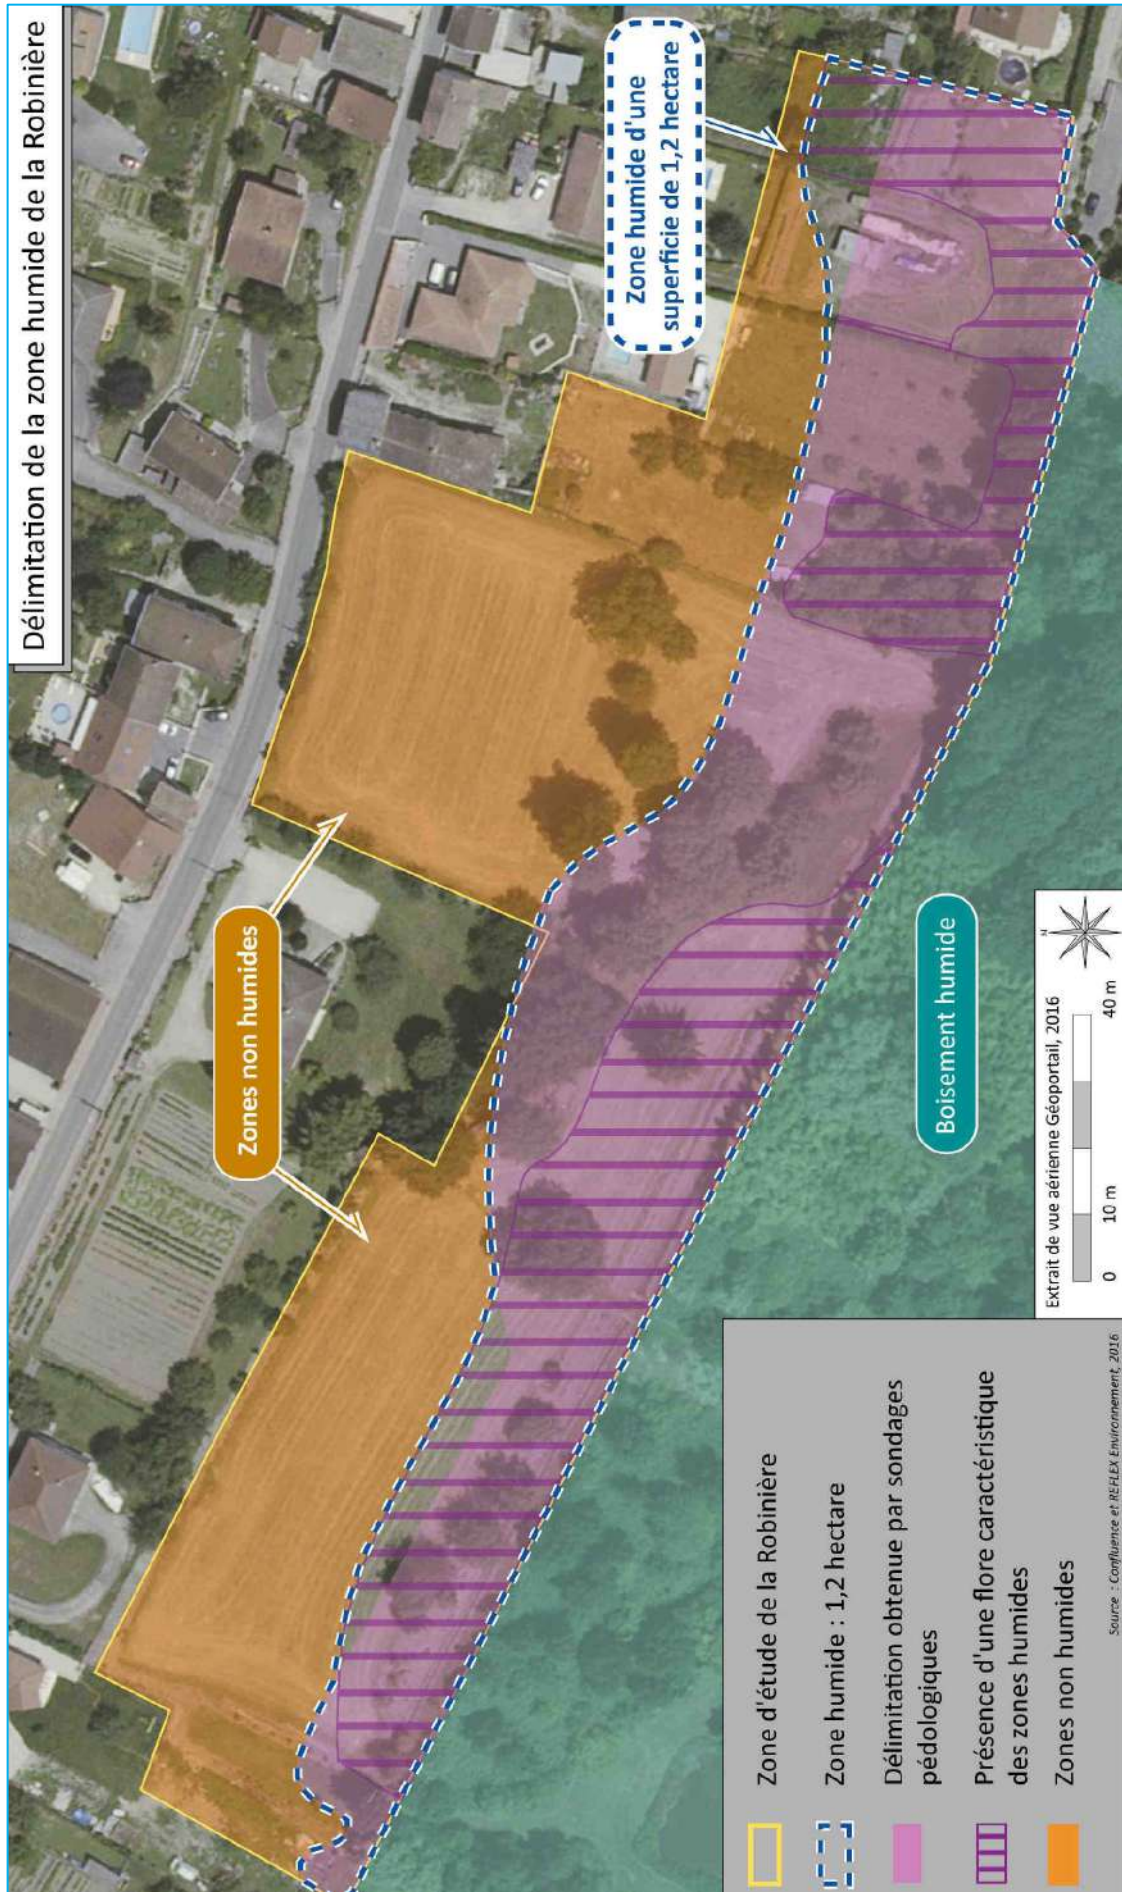 Délimitation de la zone humide de la Robinière
Zones non humides
Zone humide d'une
superficie de 1,2 hectare
Boisement humide
Zone d'étude de la Robinière
Zone humide : 1,2 hectare
Délimitation obtenue par sondages
pédologiques
Présence d'une flore caractéristique
des zones humides
Zones non humides
Source : Confluence et REFLEX Environnement, 2016
Extrait de vue aérienne Géoportail, 2016
N
0 10 m 40 m